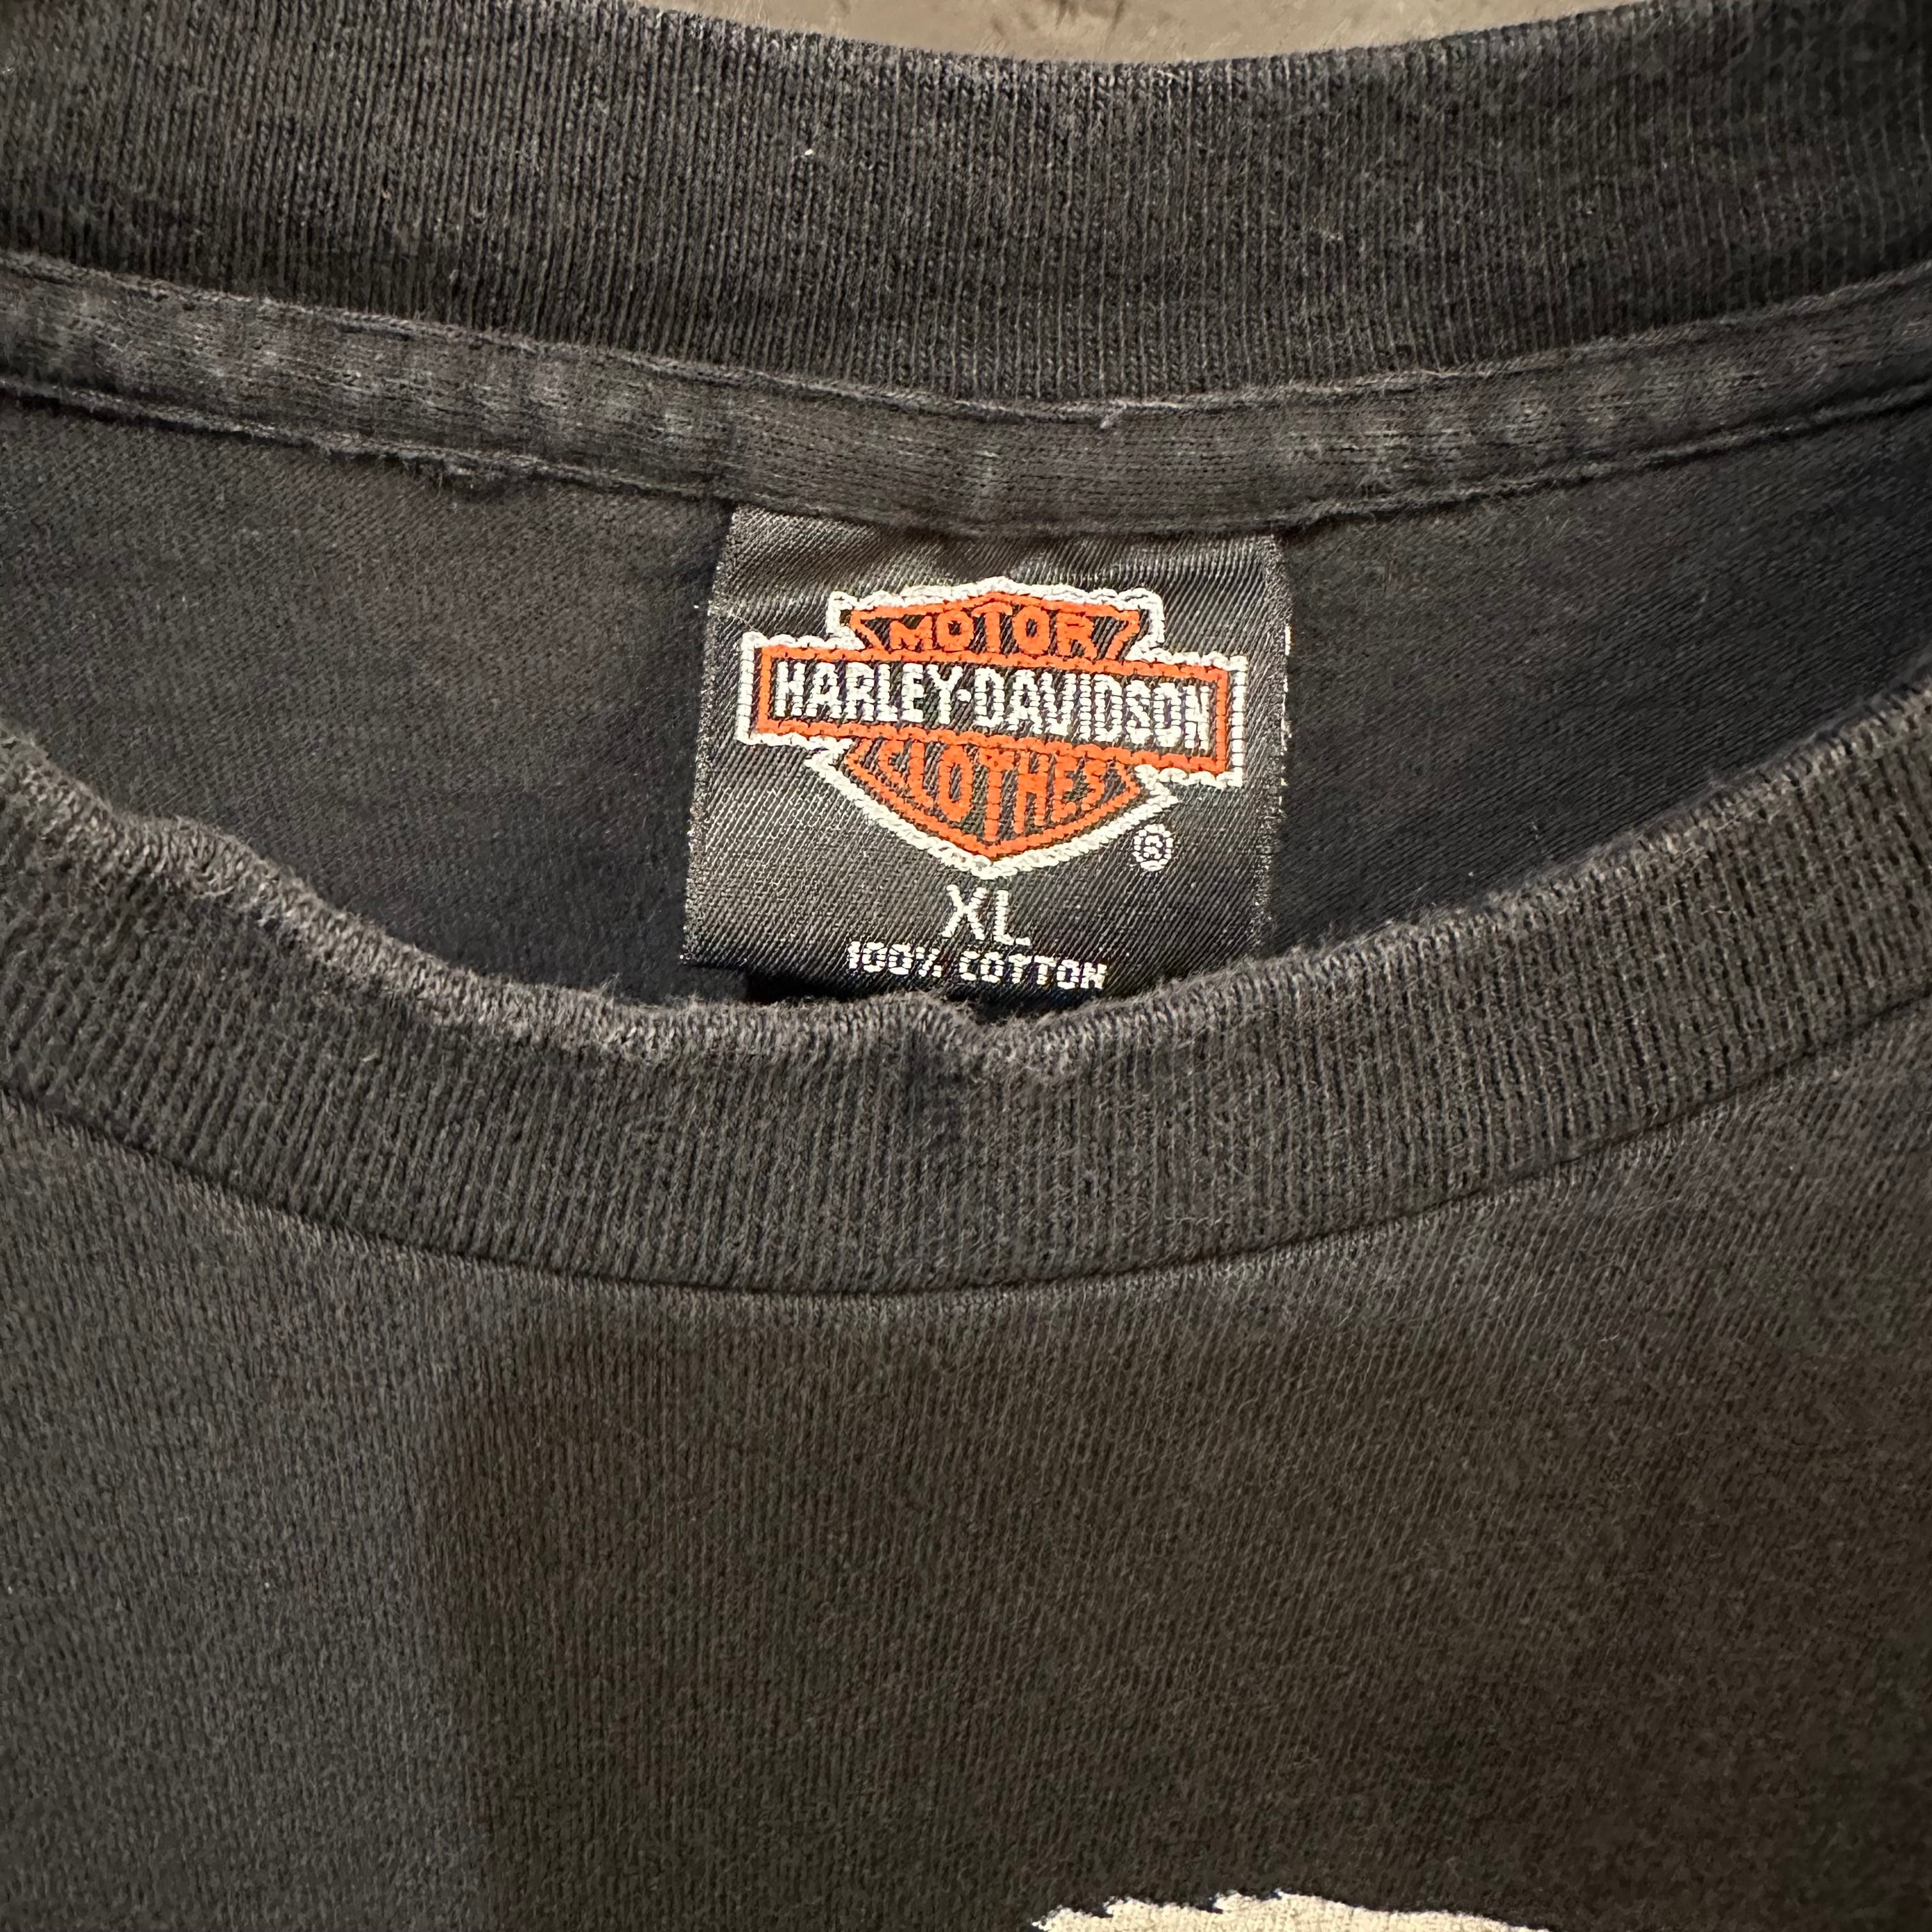 MOTOR
HARLEY-DAVIDSON
CLOTHES
®
XL
100% COTTON